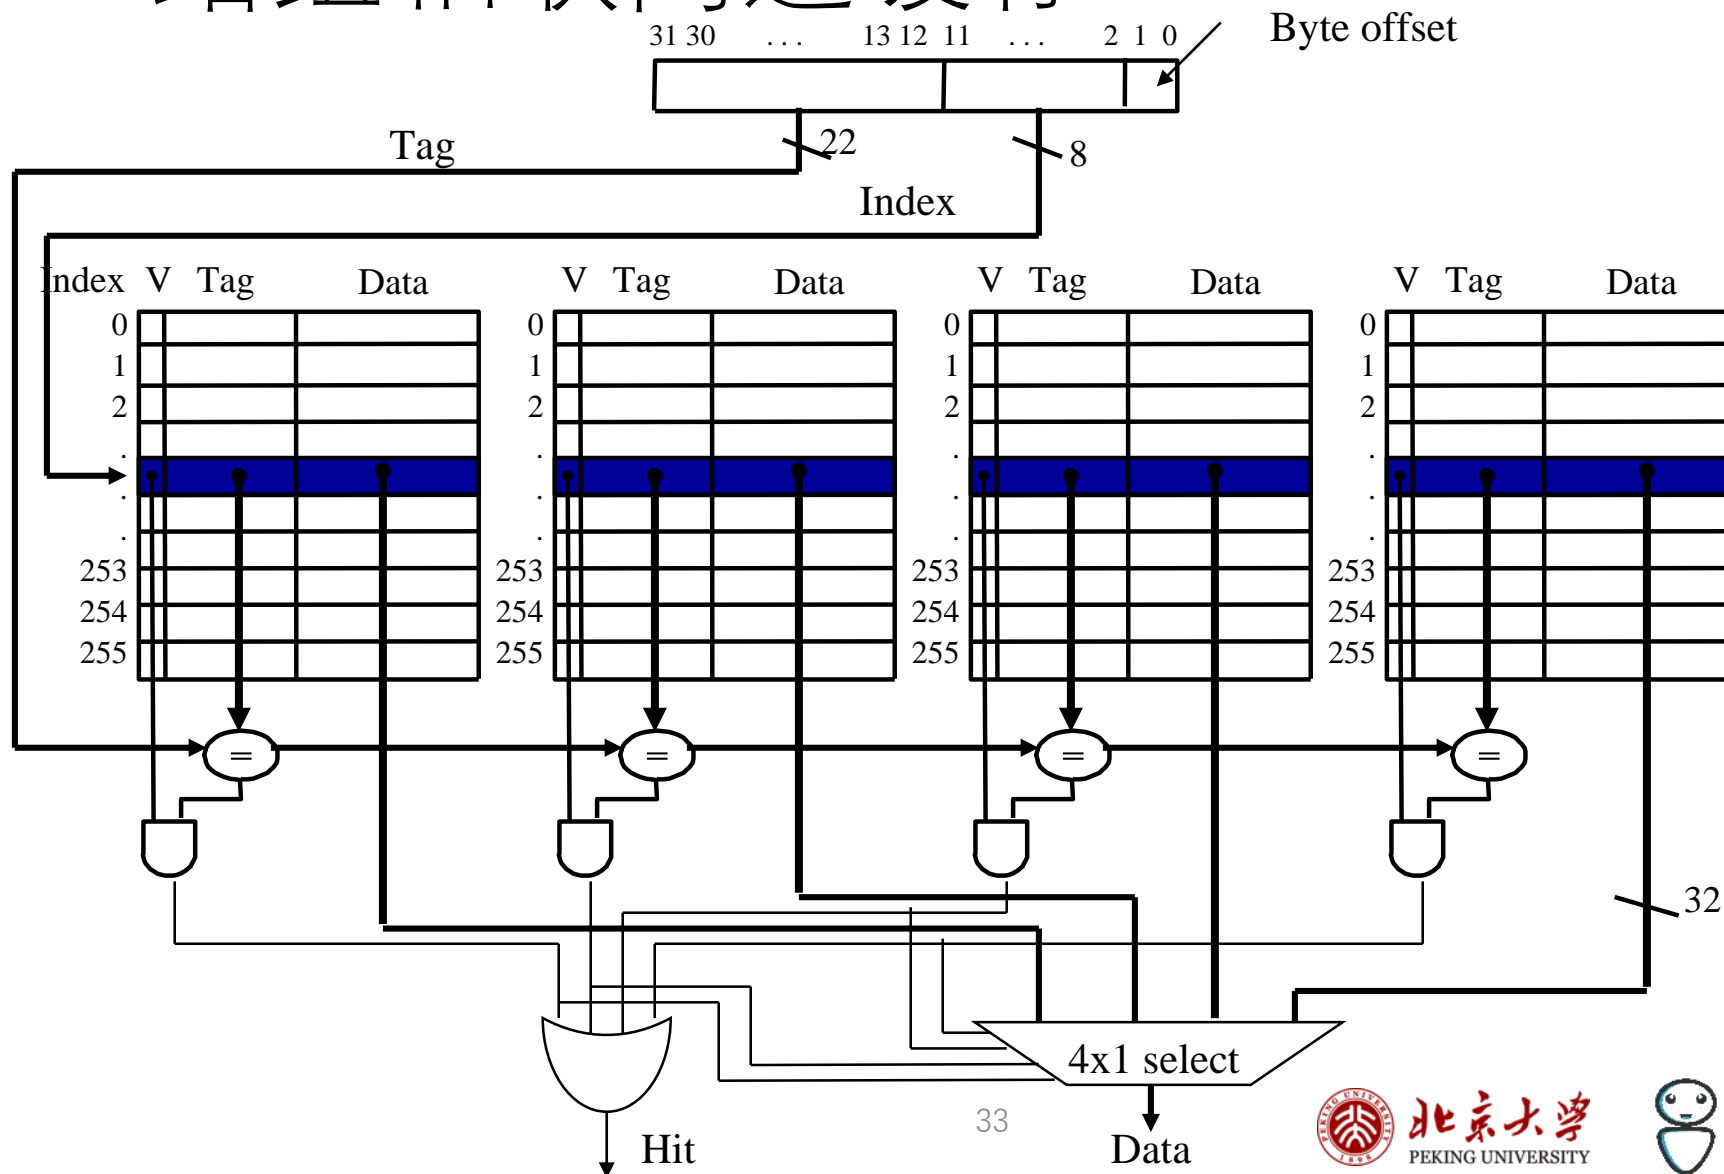 Byte offset
31 30 ... 13 12 11 ... 2 1 0
22
8
Tag
Index
Index V Tag Data V Tag Data V Tag Data V Tag Data
0 0 0 0
1 1 1 1
2 2 2 2
. . . .
. . . .
. . . .
253 253 253 253
254 254 254 254
255 255 255 255
= = = =
32
4x1 select
33
Hit
Data
PEKING UNIVERSITY
1898
北京大学
PEKING UNIVERSITY